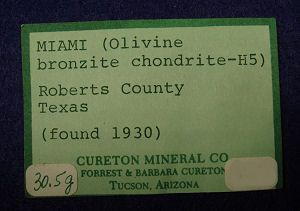 MIAMI (Olivine
bronzite chondrite-H5)
Roberts County
Texas
(found 1930)
CURETON MINERAL CO
FORREST & BARBARA CURETON
TUCSON, ARIZONA
30.5g